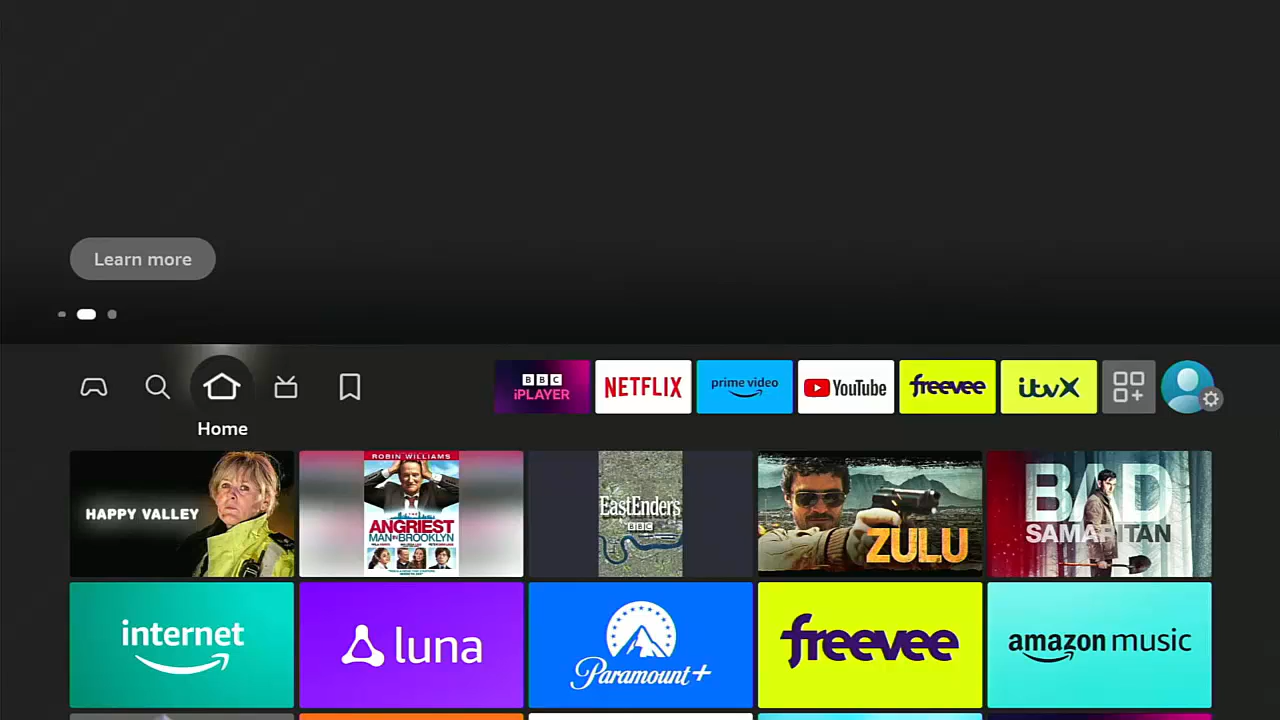 Learn more
BBC
iPLAYER
NETFLIX
prime video
YouTube
freevee
itvX
Home
HAPPY VALLEY
ROBIN WILLIAMS
THE
ANGRIEST
MAN IN BROOKLYN
EastEnders
BBC
ZULU
BAD
SAMARITAN
internet
luna
Paramount+
freevee
amazon music